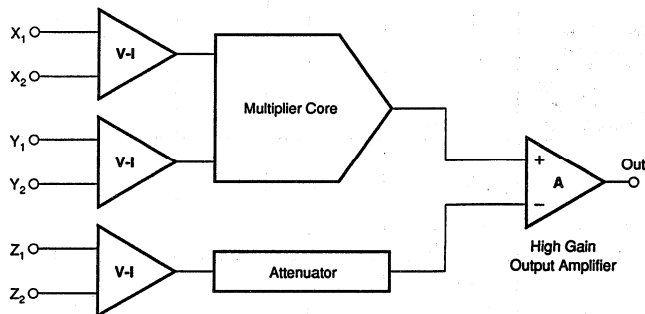 X1
V-I
X2
Multiplier Core
Y1
V-I
Y2
+
A
−
Out
High Gain
Output Amplifier
Z1
V-I
Z2
Attenuator